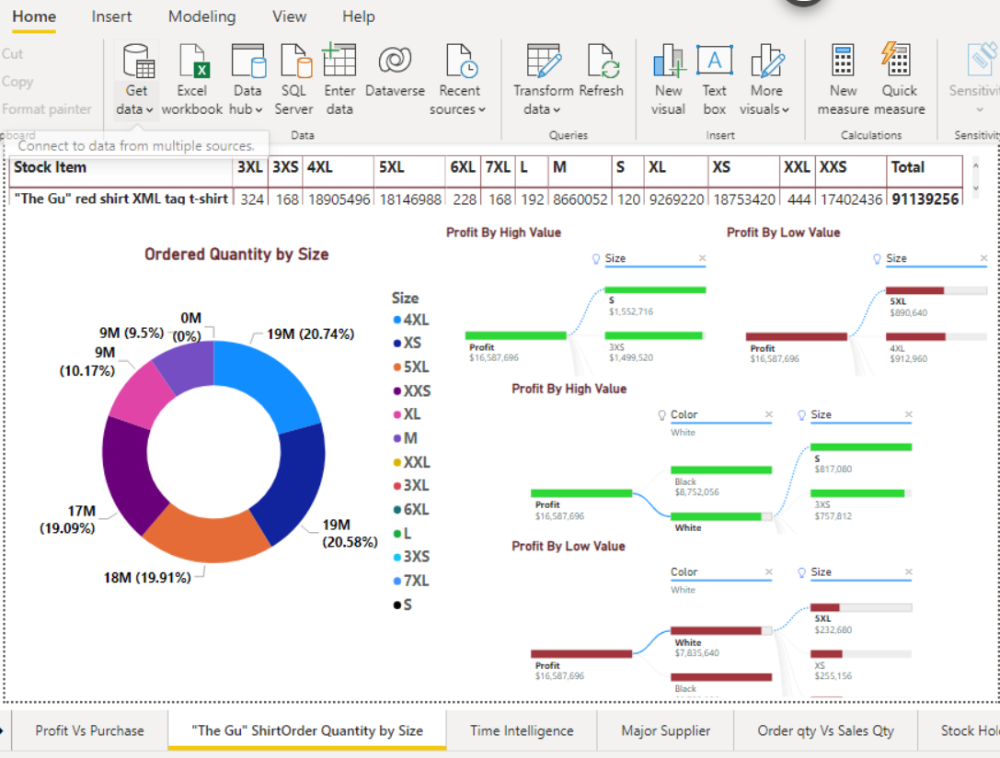 Home Insert Modeling View Help
Cut
Copy
Format painter
Get data
Excel workbook
Data hub
SQL Server
Enter data
Dataverse
Recent sources
Transform data
Refresh
New visual
Text box
More visuals
New measure
Quick measure
Sensitivi
pboard
Data
Queries
Insert
Calculations
Sensitivity
Connect to data from multiple sources.
Stock Item 3XL 3XS 4XL 5XL 6XL 7XL L M S XL XS XXL XXS Total
"The Gu" red shirt XML taq t-shirt 324 168 18905496 18146988 228 168 192 8660052 120 9269220 18753420 444 17402436 91139256
Ordered Quantity by Size
0M
(0%)
9M (9.5%)
9M
(10.17%)
17M
(19.09%)
18M (19.91%)
19M
(20.58%)
19M (20.74%)
Size
4XL
XS
5XL
XXS
XL
M
XXL
3XL
6XL
L
3XS
7XL
S
Profit By High Value
Size
Profit
$16,587,696
S
$1,552,716
3XS
$1,499,520
Profit By Low Value
Size
Profit
$16,587,696
5XL
$890,640
4XL
$912,960
Profit By High Value
Color
White
Size
Profit
$16,587,696
Black
$8,752,056
White
S
$817,080
3XS
$757,812
Profit By Low Value
Color
White
Size
Profit
$16,587,696
White
$7,835,640
Black
5XL
$232,680
XS
$255,156
Profit Vs Purchase
"The Gu" ShirtOrder Quantity by Size
Time Intelligence
Major Supplier
Order qty Vs Sales Qty
Stock Hol